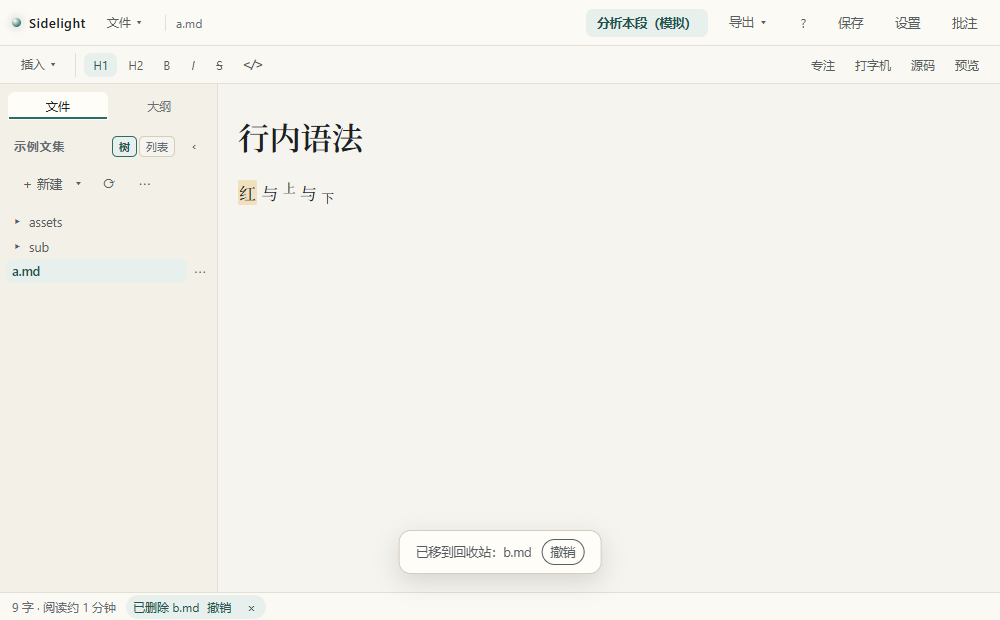 Sidelight 文件 a.md 分析本段（模拟） 导出 ? 保存 设置 批注
插入 H1 H2 B I S </> 专注 打字机 源码 预览
文件 大纲
示例文集 树 列表 ‹
+ 新建 ⟳ ···
assets
sub
a.md ···
行内语法
红 与 上 与 下
已移到回收站：b.md 撤销
9 字 · 阅读约 1 分钟 已删除 b.md 撤销 ×